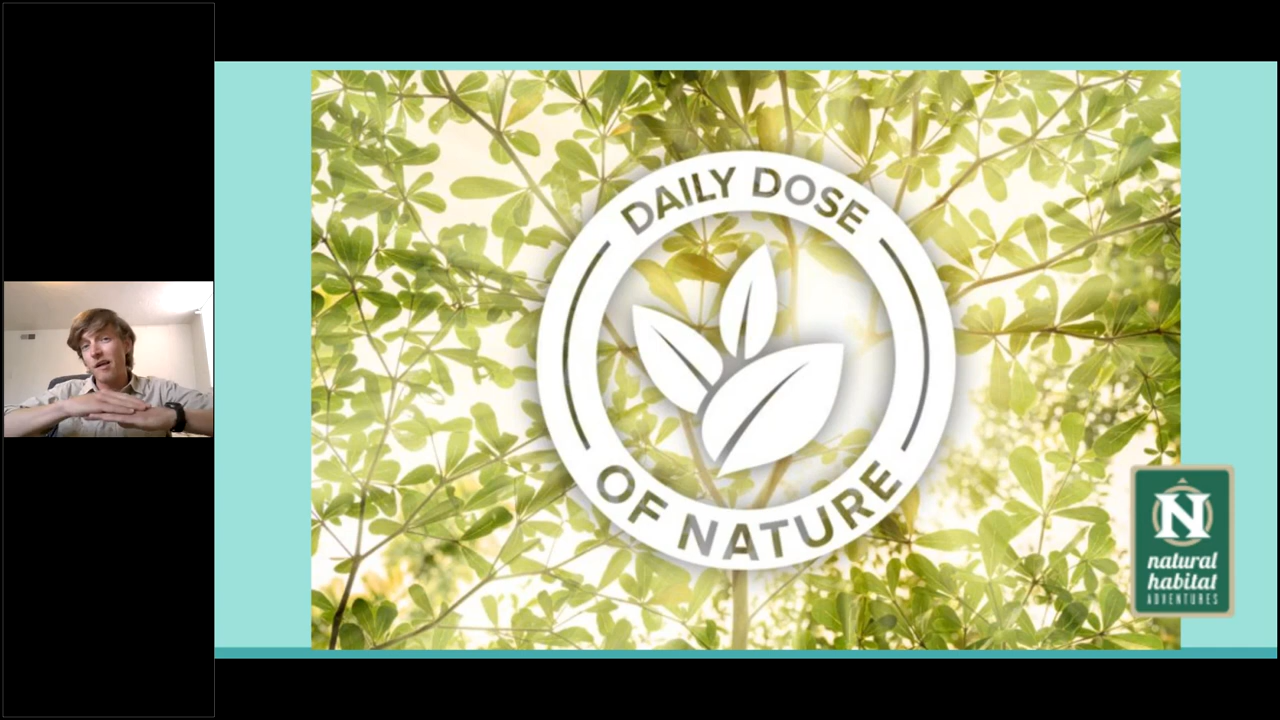 DAILY DOSE
OF NATURE
N
natural
habitat
ADVENTURES